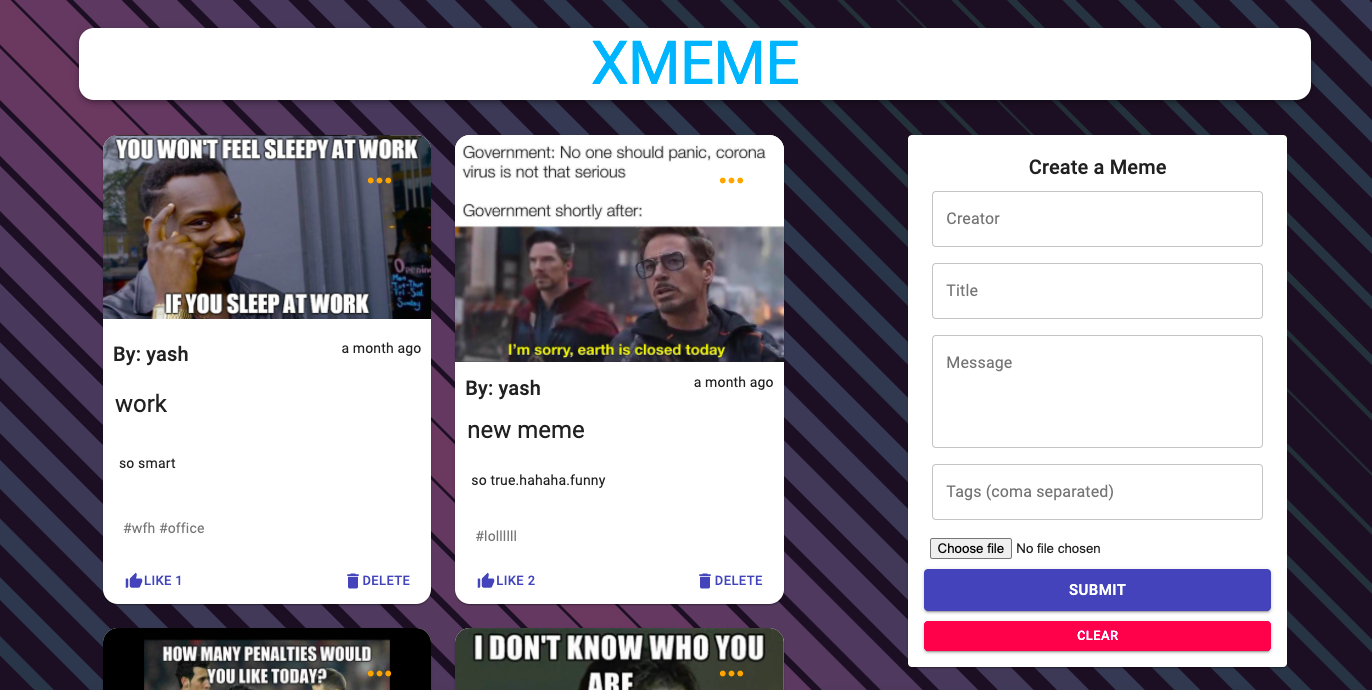 XMEME
YOU WON'T FEEL SLEEPY AT WORK
IF YOU SLEEP AT WORK
By: yash
a month ago
work
so smart
#wfh #office
LIKE 1
DELETE
Government: No one should panic, corona
virus is not that serious
Government shortly after:
I'm sorry, earth is closed today
By: yash
a month ago
new meme
so true.hahaha.funny
#lollllll
LIKE 2
DELETE
HOW MANY PENALTIES WOULD
YOU LIKE TODAY?
I DON'T KNOW WHO YOU
ARE
Create a Meme
Creator
Title
Message
Tags (coma separated)
Choose file No file chosen
SUBMIT
CLEAR